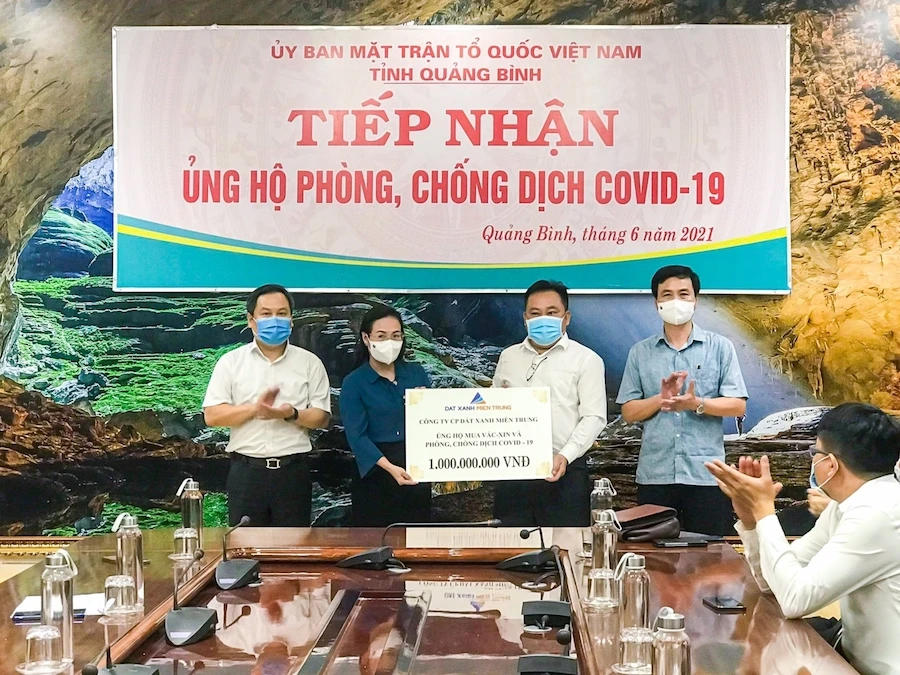 ỦY BAN MẶT TRẬN TỔ QUỐC VIỆT NAM
TỈNH QUẢNG BÌNH
TIẾP NHẬN
ỦNG HỘ PHÒNG, CHỐNG DỊCH COVID-19
Quảng Bình, tháng 6 năm 2021
DAT XANH MIEN TRUNG
CÔNG TY CP ĐẤT XANH MIỀN TRUNG
ỦNG HỘ MUA VẮC-XIN VÀ
PHÒNG, CHỐNG DỊCH COVID - 19
1.000.000.000 VNĐ